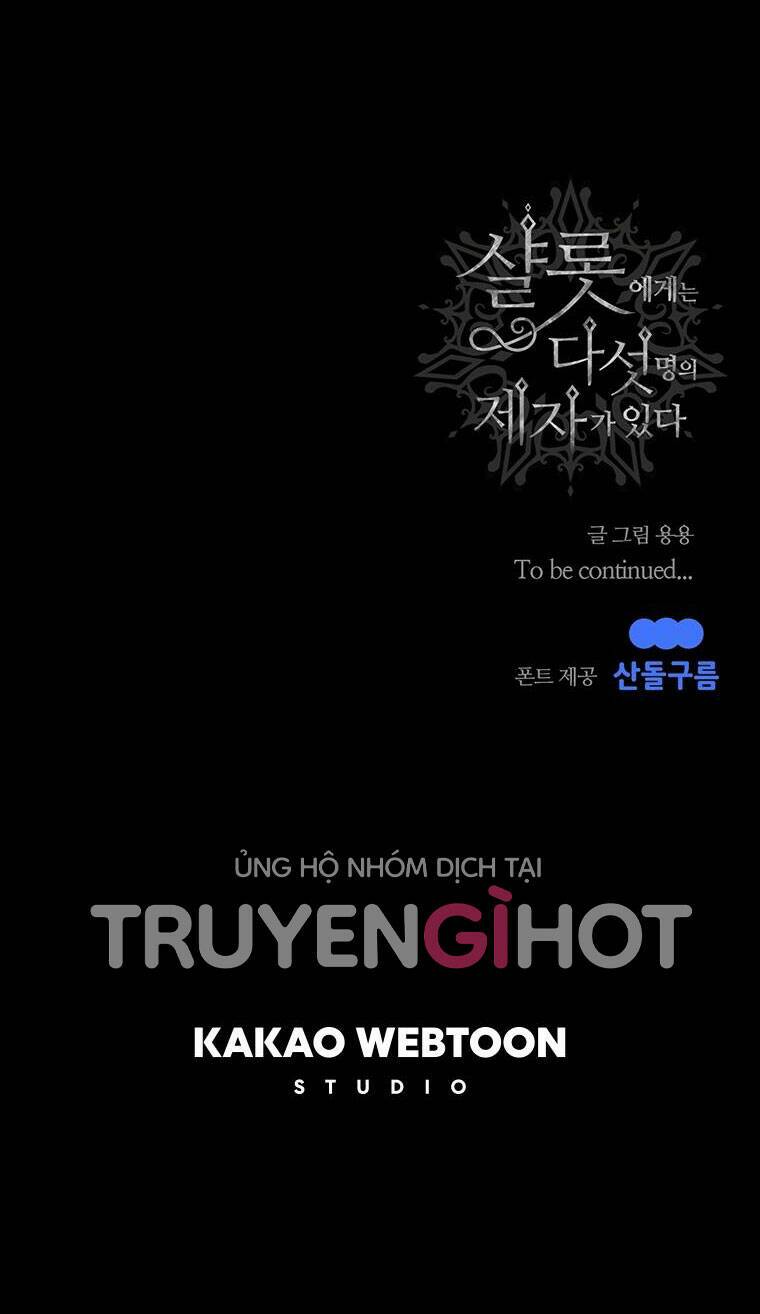 샬롯에게는
다섯명의
제자가 있다
글 그림 용용
To be continued...
폰트 제공 산돌구름
ỦNG HỘ NHÓM DỊCH TẠI
TRUYENGÌHOT
KAKAO WEBTOON
STUDIO